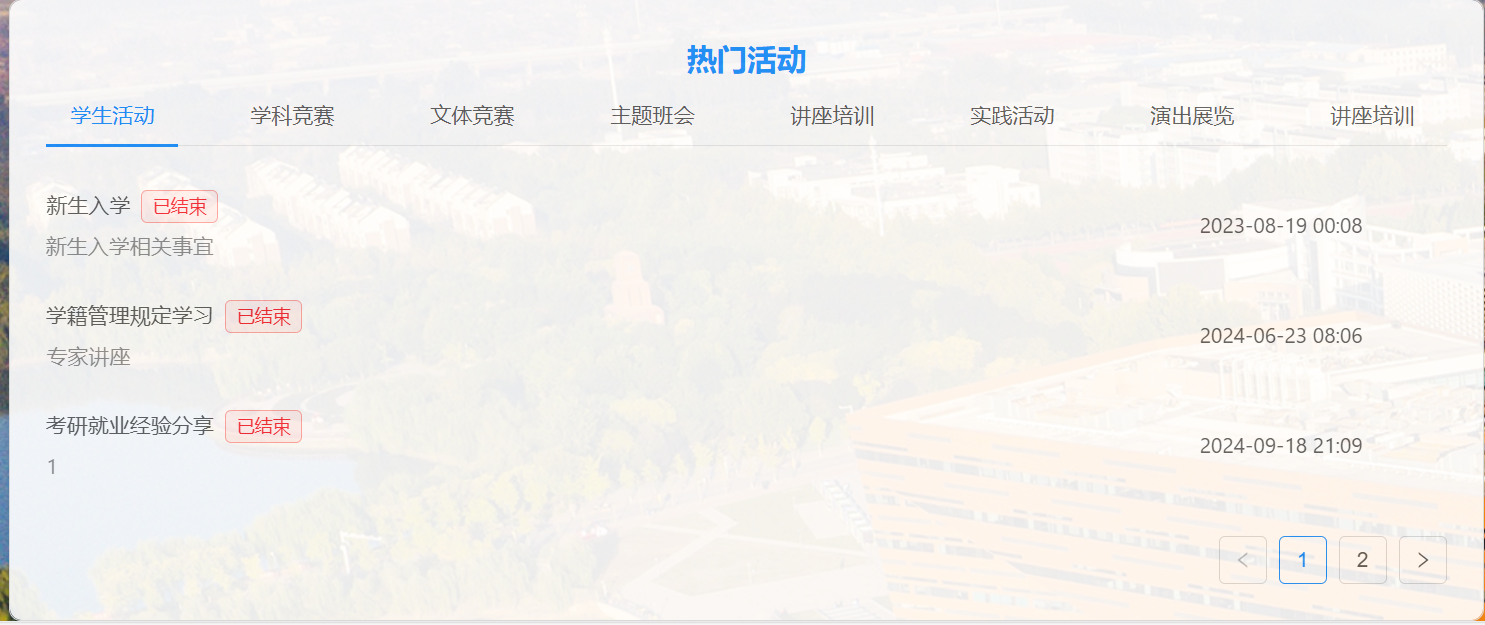 热门活动
学生活动 学科竞赛 文体竞赛 主题班会 讲座培训 实践活动 演出展览 讲座培训
新生入学 已结束
2023-08-19 00:08
新生入学相关事宜
学籍管理规定学习 已结束
2024-06-23 08:06
专家讲座
考研就业经验分享 已结束
2024-09-18 21:09
1
< 1 2 >